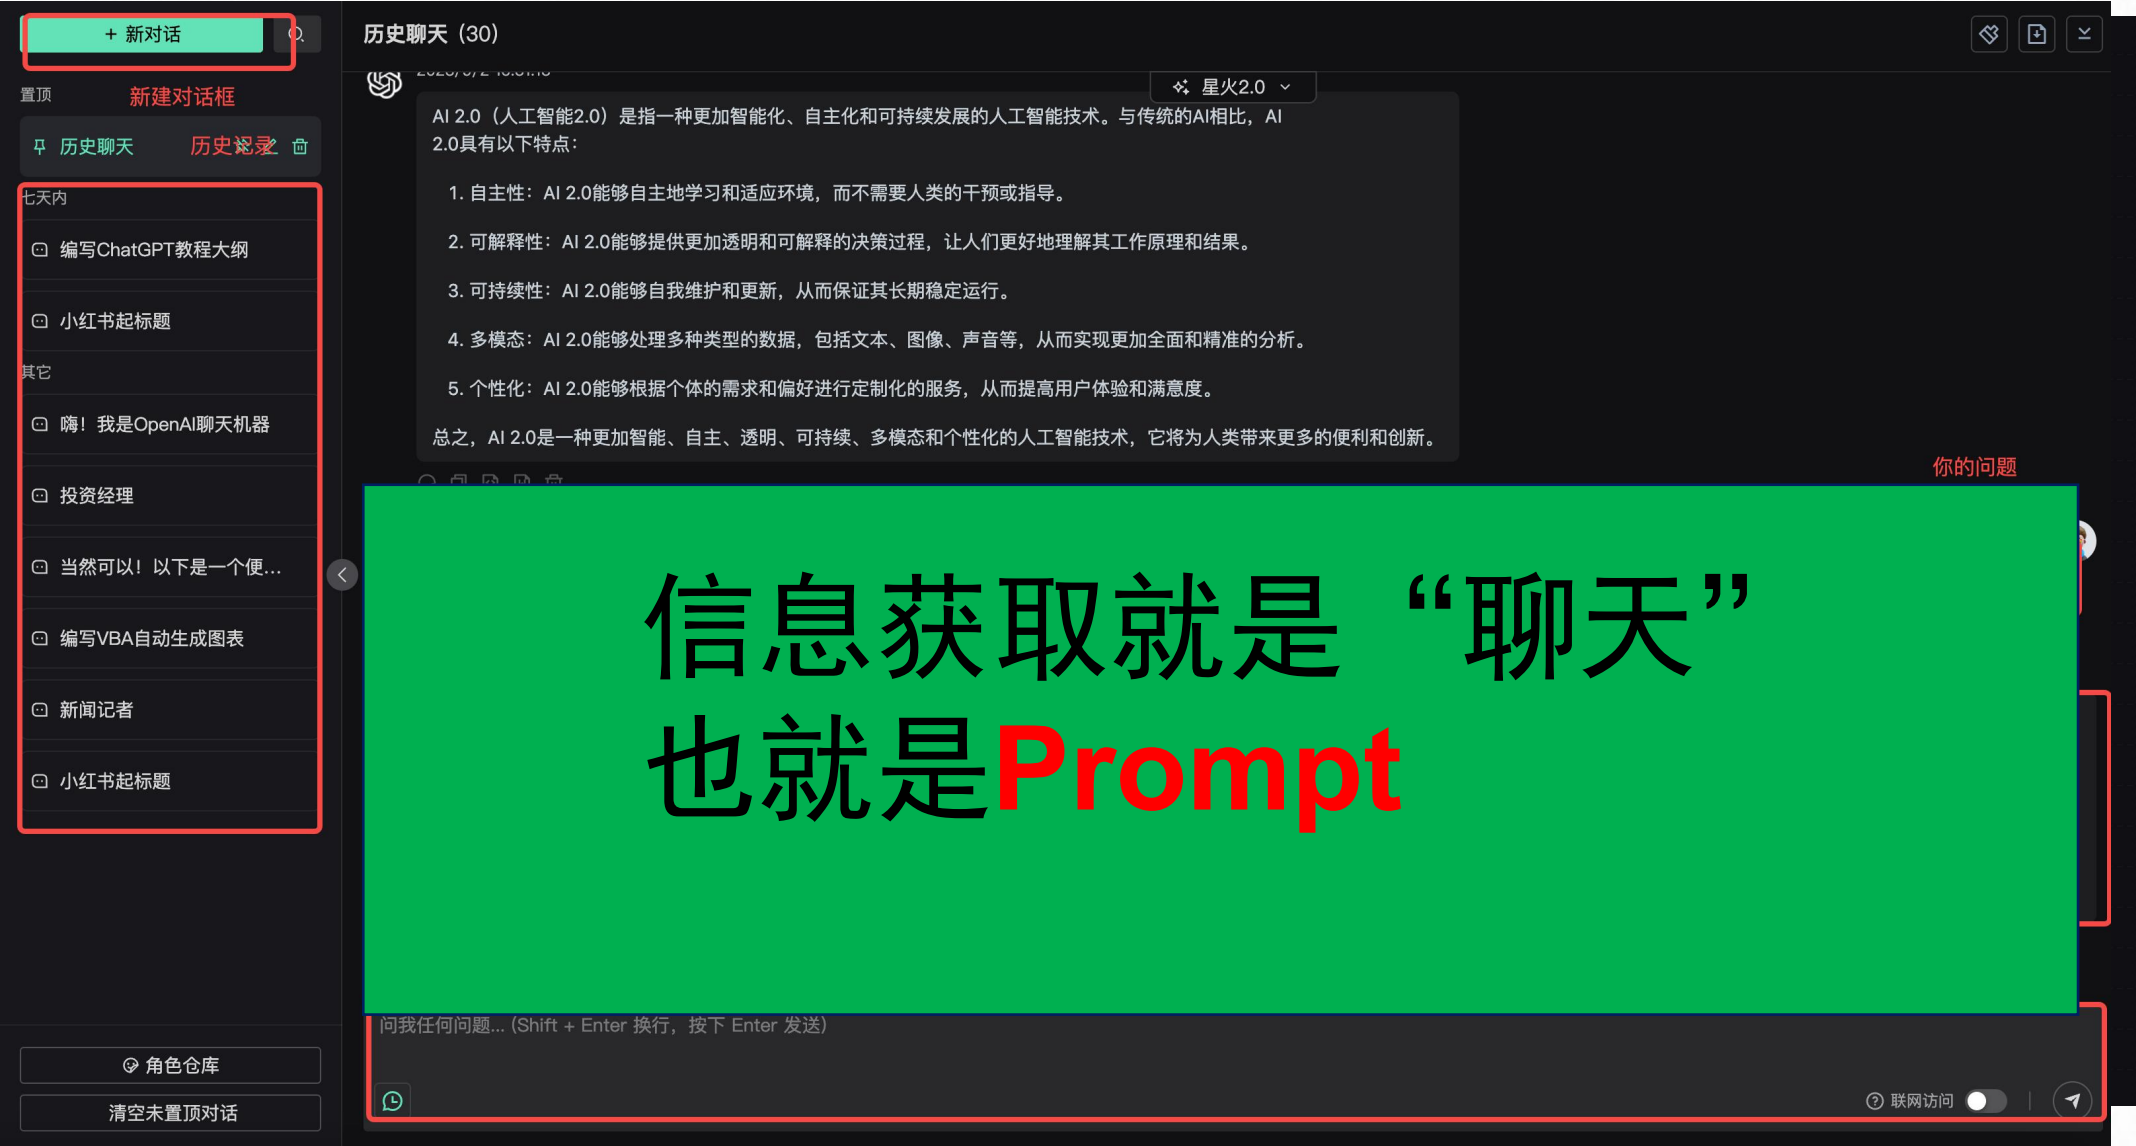 + 新对话
新建对话框
置顶
历史聊天
历史记录
七天内
编写ChatGPT教程大纲
小红书起标题
其它
嗨！我是OpenAI聊天机器
投资经理
当然可以！以下是一个便...
编写VBA自动生成图表
新闻记者
小红书起标题
角色仓库
清空未置顶对话
历史聊天（30）
星火2.0
AI 2.0（人工智能2.0）是指一种更加智能化、自主化和可持续发展的人工智能技术。与传统的AI相比，AI
2.0具有以下特点：
1. 自主性：AI 2.0能够自主地学习和适应环境，而不需要人类的干预或指导。
2. 可解释性：AI 2.0能够提供更加透明和可解释的决策过程，让人们更好地理解其工作原理和结果。
3. 可持续性：AI 2.0能够自我维护和更新，从而保证其长期稳定运行。
4. 多模态：AI 2.0能够处理多种类型的数据，包括文本、图像、声音等，从而实现更加全面和精准的分析。
5. 个性化：AI 2.0能够根据个体的需求和偏好进行定制化的服务，从而提高用户体验和满意度。
总之，AI 2.0是一种更加智能、自主、透明、可持续、多模态和个性化的人工智能技术，它将为人类带来更多的便利和创新。
你的问题
信息获取就是“聊天”
也就是Prompt
问我任何问题...（Shift + Enter 换行，按下 Enter 发送）
联网访问